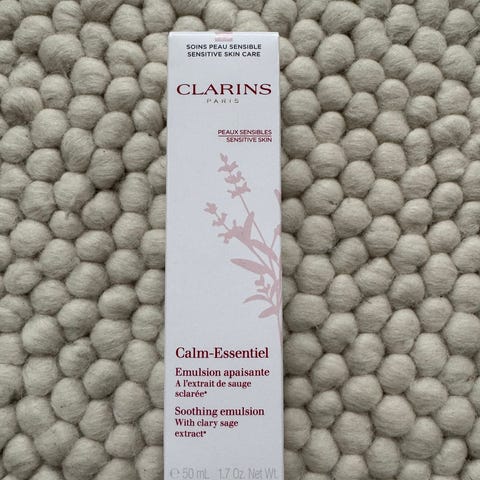 SOINS PEAU SENSIBLE
SENSITIVE SKIN CARE
CLARINS
PARIS
PEAUX SENSIBLES
SENSITIVE SKIN
Calm-Essentiel
Emulsion apaisante
A l'extrait de sauge
sclarée*
Soothing emulsion
With clary sage
extract*
℮ 50 mL 1.7 Oz. Net Wt.